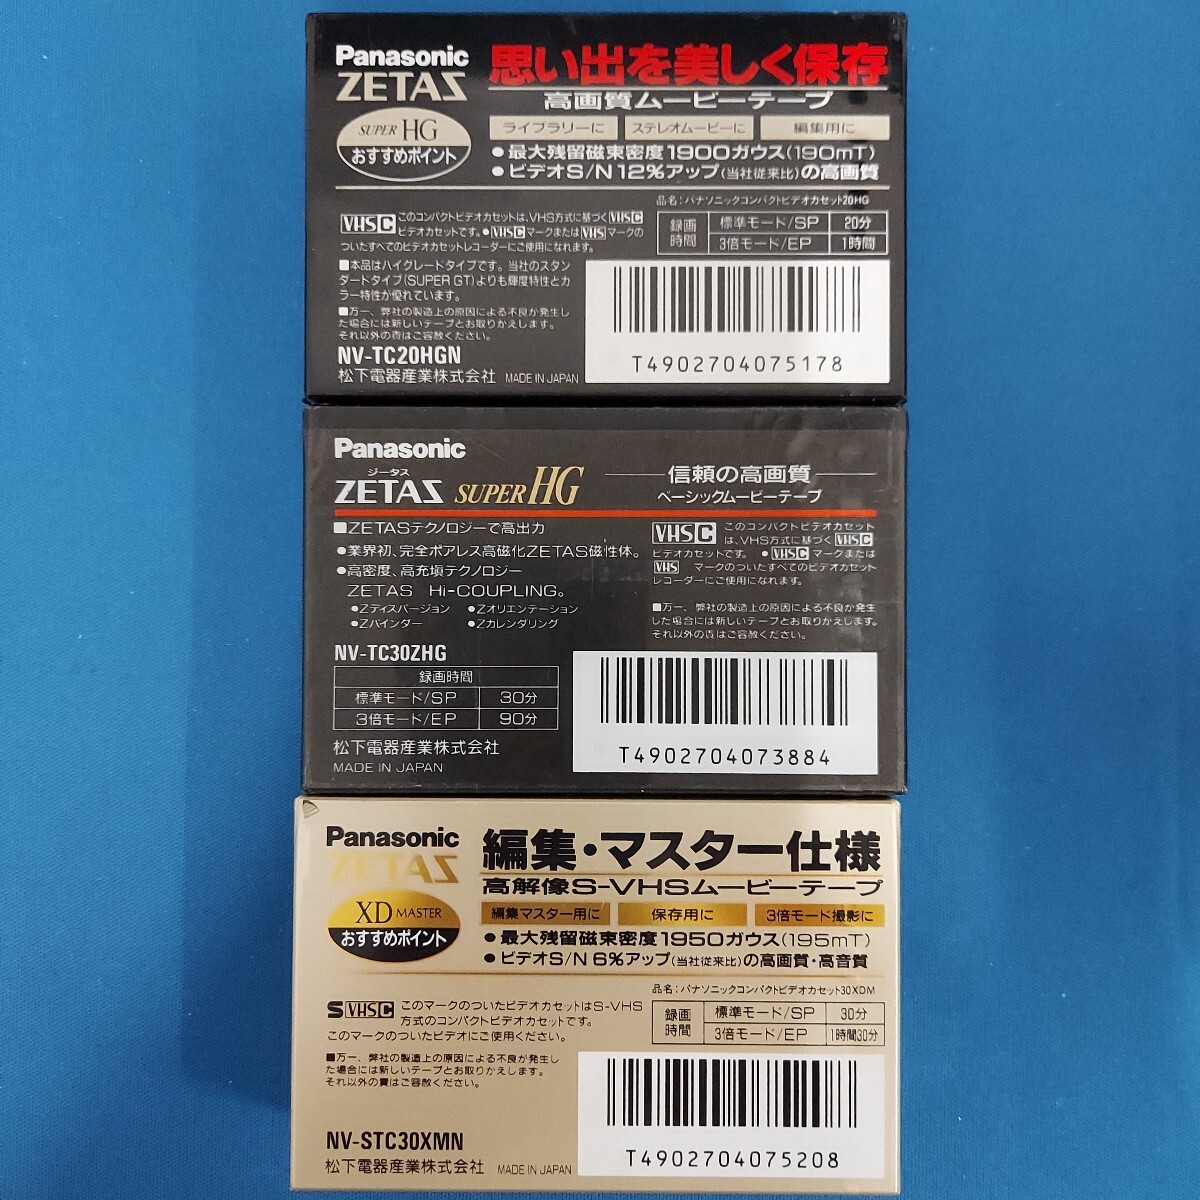 Panasonic
ZETAS
SUPER HG
おすすめポイント
思い出を美しく保存
高画質ムービーテープ
ライブラリーに ステレオムービーに 編集用に
●最大残留磁束密度1900ガウス(190mT)
●ビデオS/N12%アップ(当社従来比)の高画質
品名:パナソニックコンパクトビデオカセット20HG
VHSC このコンパクトビデオカセットは、VHS方式に基づくVHSC
ビデオカセットです。●VHSCマークまたはVHSマークの
ついたすべてのビデオカセットレコーダーにご使用になれます。
録画時間 標準モード/SP 20分
3倍モード/EP 1時間
■本品はハイグレードタイプです。当社のスタン
ダードタイプ(SUPER GT)よりも輝度特性とカ
ラー特性が優れています。
■万一、弊社の製造上の原因による不良が発生し
た場合には新しいテープとお取りかえします。
それ以外の責はご容赦ください。
NV-TC20HGN
松下電器産業株式会社 MADE IN JAPAN
T4902704075178
Panasonic
ジータス
ZETAS SUPER HG
信頼の高画質
ベーシックムービーテープ
■ZETASテクノロジーで高出力
●業界初、完全ポアレス高磁化ZETAS磁性体。
●高密度、高充塡テクノロジー
ZETAS Hi-COUPLING。
●Zディスパージョン ●Zオリエンテーション
●Zバインター ●Zカレンダリング
VHSC このコンパクトビデオカセット
は、VHS方式に基づくVHSC
ビデオカセットです。 ●VHSCマークまたは
VHS マークのついたすべてのビデオカセット
レコーダーにご使用になれます。
■万一、弊社の製造上の原因による不良が発生
した場合には新しいテープとお取りかえします。
それ以外の責はご容赦ください。
NV-TC30ZHG
録画時間
標準モード/SP 30分
3倍モード/EP 90分
松下電器産業株式会社
MADE IN JAPAN
T4902704073884
Panasonic
ZETAS
XD MASTER
おすすめポイント
編集・マスター仕様
高解像S-VHSムービーテープ
編集マスター用に 保存用に 3倍モード撮影に
●最大残留磁束密度1950ガウス(195mT)
●ビデオS/N 6%アップ(当社従来比)の高画質・高音質
品名:パナソニックコンパクトビデオカセット30XDM
S VHSC このマークのついたビデオカセットはS-VHS
方式のコンパクトビデオカセットです。
このマークのついたビデオにご使用ください。
録画時間 標準モード/SP 30分
3倍モード/EP 1時間30分
■万一、弊社の製造上の原因による不良が発生し
た場合には新しいテープとお取りかえします。
それ以外の責はご容赦ください。
NV-STC30XMN
松下電器産業株式会社 MADE IN JAPAN
T4902704075208